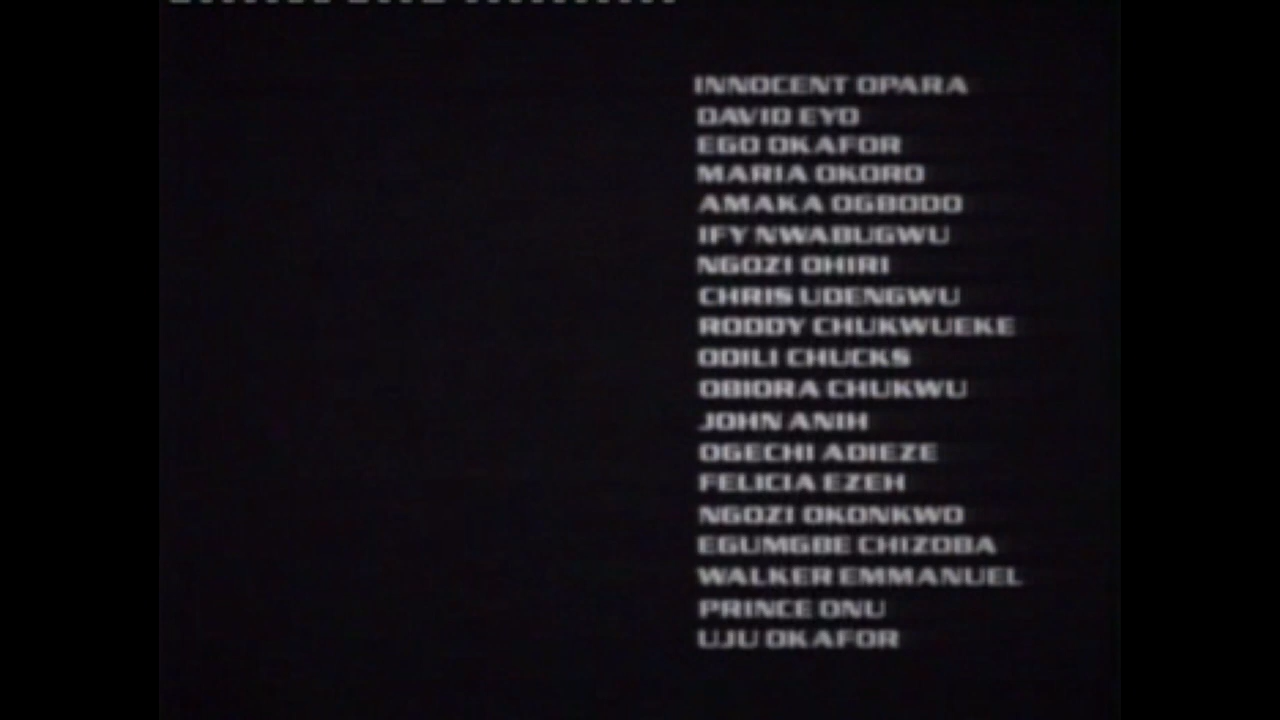 INNOCENT OPARA
DAVID EYO
EGO OKAFOR
MARIA OKORO
AMAKA OGBODO
IFY NWABUGWU
NGOZI OHIRI
CHRIS UDENGWU
RODDY CHUKWUEKE
ODILI CHUCKS
OBIORA CHUKWU
JOHN ANIH
OGECHI ADIEZE
FELICIA EZEH
NGOZI OKONKWO
EGUMGBE CHIZOBA
WALKER EMMANUEL
PRINCE ONU
UJU OKAFOR